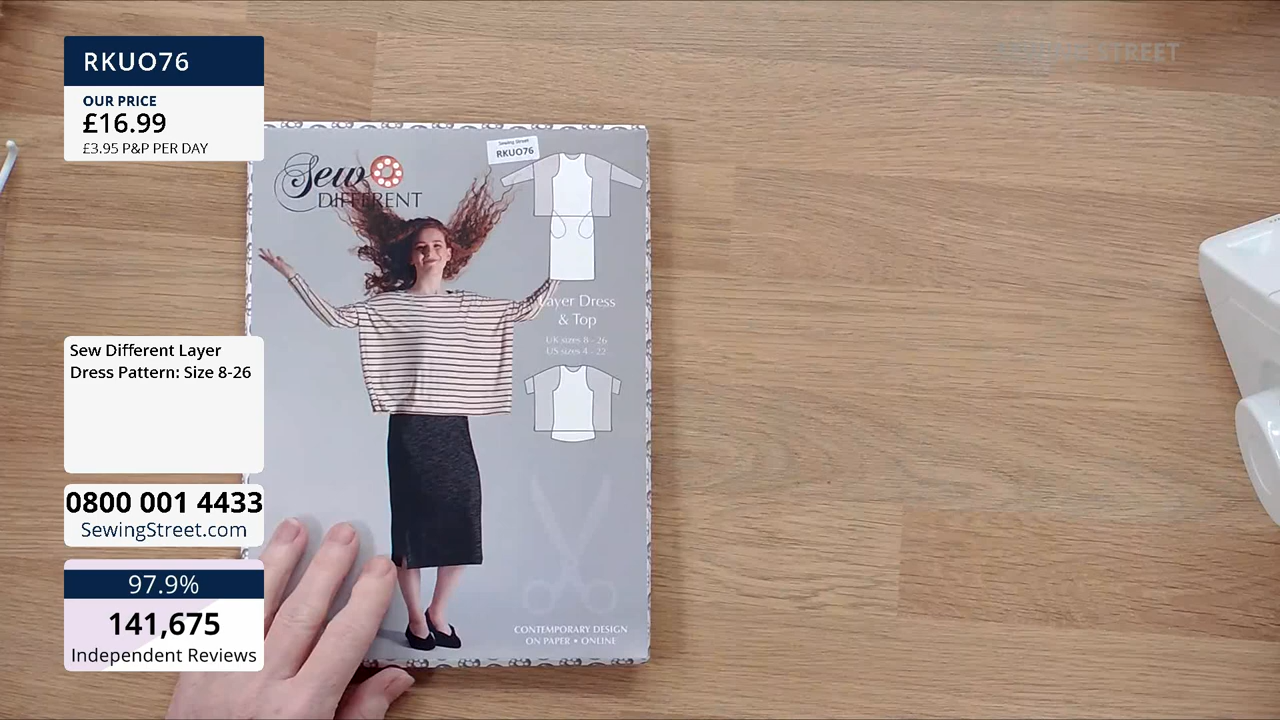 RKUO76
OUR PRICE
£16.99
£3.95 P&P PER DAY
Sew Different Layer
Dress Pattern: Size 8-26
0800 001 4433
SewingStreet.com
97.9%
141,675
Independent Reviews
Sew
DIFFERENT
Sewing Street
RKUO76
Layer Dress
& Top
UK sizes 8 - 26
US sizes 4 - 22
CONTEMPORARY DESIGN
ON PAPER • ONLINE
STREET